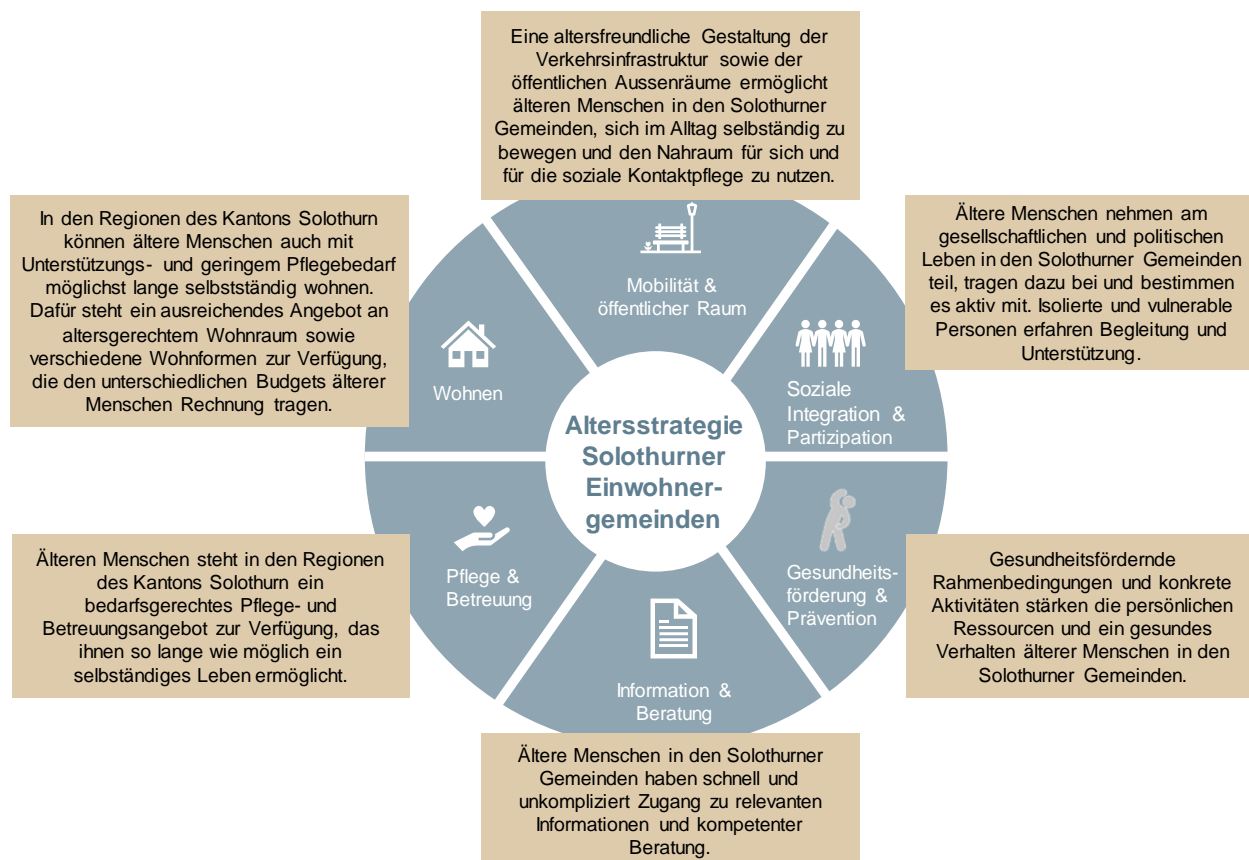 Eine altersfreundliche Gestaltung der
Verkehrsinfrastruktur sowie der
öffentlichen Aussenräume ermöglicht
älteren Menschen in den Solothurner
Gemeinden, sich im Alltag selbständig zu
bewegen und den Nahraum für sich und
für die soziale Kontaktpflege zu nutzen.
In den Regionen des Kantons Solothurn
können ältere Menschen auch mit
Unterstützungs- und geringem Pflegebedarf
möglichst lange selbstständig wohnen.
Dafür steht ein ausreichendes Angebot an
altersgerechtem Wohnraum sowie
verschiedene Wohnformen zur Verfügung,
die den unterschiedlichen Budgets älterer
Menschen Rechnung tragen.
Ältere Menschen nehmen am
gesellschaftlichen und politischen
Leben in den Solothurner Gemeinden
teil, tragen dazu bei und bestimmen
es aktiv mit. Isolierte und vulnerable
Personen erfahren Begleitung und
Unterstützung.
Mobilität &
öffentlicher Raum
Wohnen
Soziale
Integration &
Partizipation
Altersstrategie
Solothurner
Einwohner-
gemeinden
Pflege &
Betreuung
Gesundheits-
förderung &
Prävention
Information &
Beratung
Älteren Menschen steht in den Regionen
des Kantons Solothurn ein
bedarfsgerechtes Pflege- und
Betreuungsangebot zur Verfügung, das
ihnen so lange wie möglich ein
selbständiges Leben ermöglicht.
Gesundheitsfördernde
Rahmenbedingungen und konkrete
Aktivitäten stärken die persönlichen
Ressourcen und ein gesundes
Verhalten älterer Menschen in den
Solothurner Gemeinden.
Ältere Menschen in den Solothurner
Gemeinden haben schnell und
unkompliziert Zugang zu relevanten
Informationen und kompetenter
Beratung.